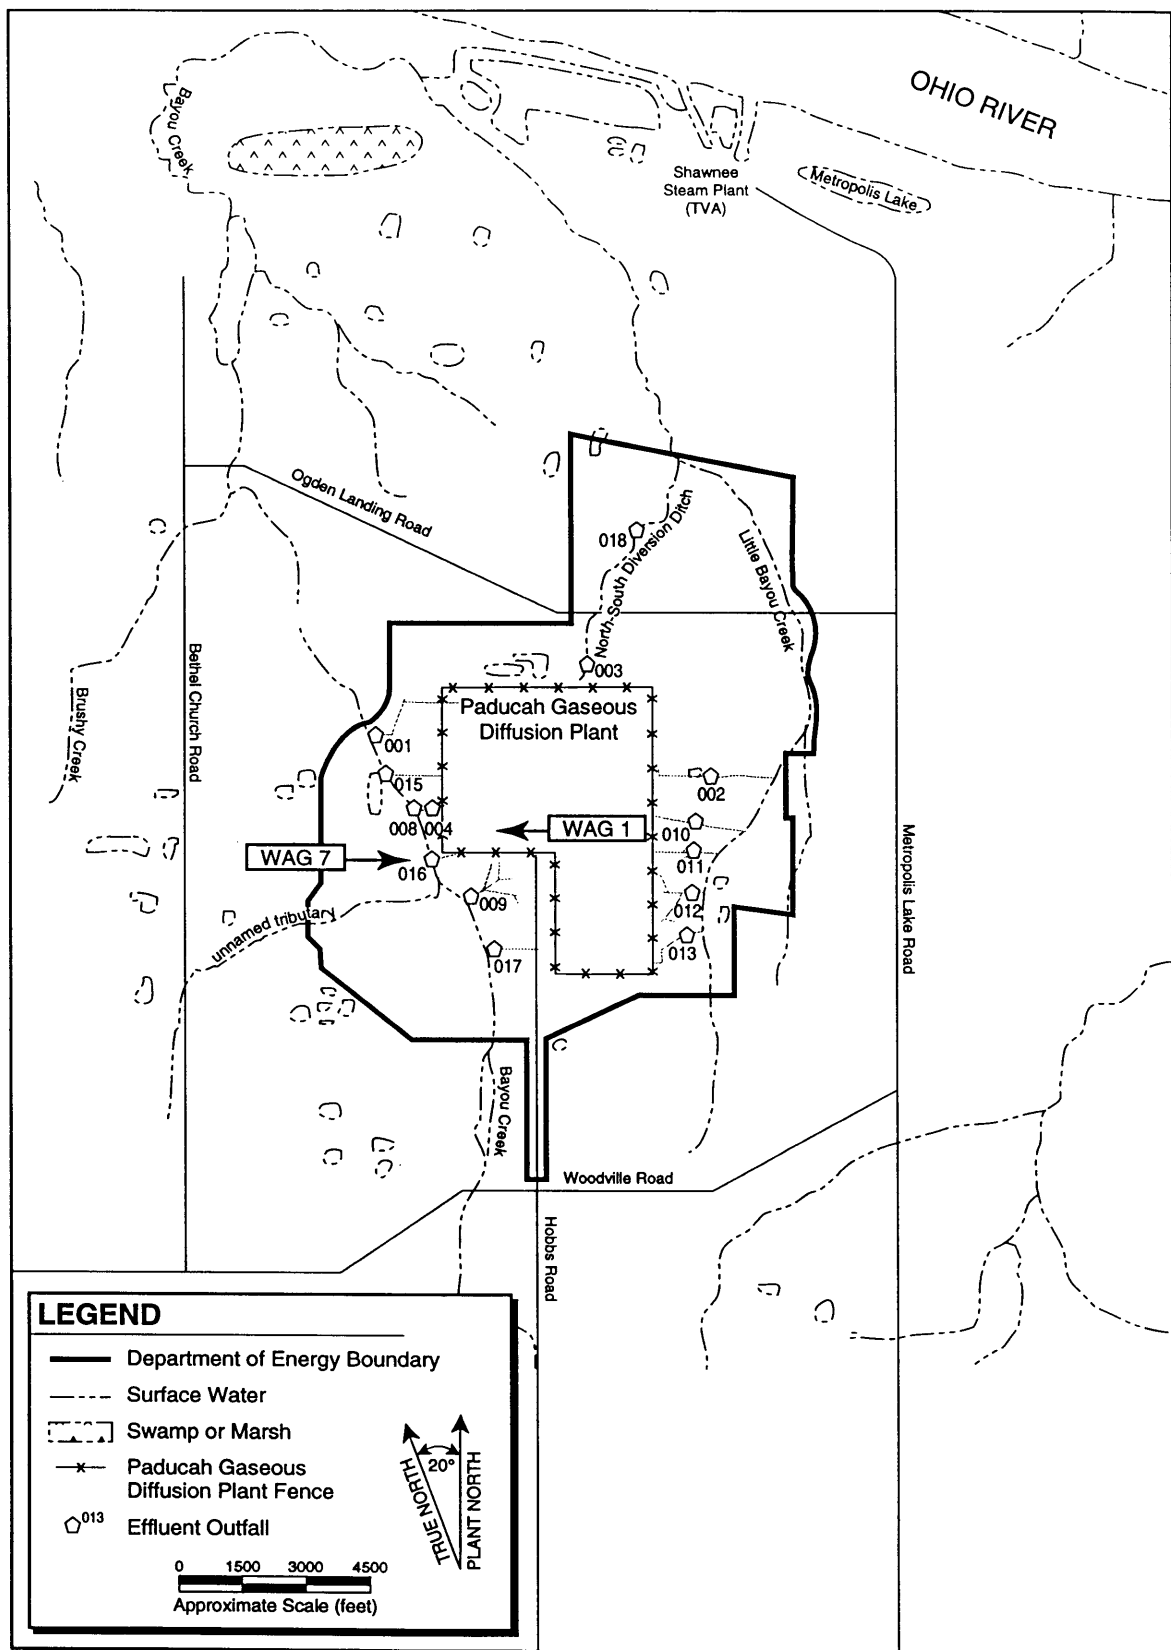 OHIO RIVER
Bayou Creek
Shawnee
Steam Plant
(TVA)
Metropolis Lake
Ogden Landing Road
018
North-South Diversion Ditch
Little Bayou Creek
003
Bethel Church Road
Brushy Creek
Paducah Gaseous
Diffusion Plant
001
015
002
008
004
WAG 1
010
WAG 7
016
011
009
012
unnamed tributary
017
013
Metropolis Lake Road
Bayou Creek
Woodville Road
Hobbs Road
LEGEND
Department of Energy Boundary
Surface Water
Swamp or Marsh
Paducah Gaseous
Diffusion Plant Fence
013
Effluent Outfall
20°
TRUE NORTH
PLANT NORTH
0 1500 3000 4500
Approximate Scale (feet)